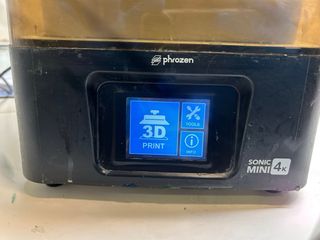 phrozen
3D
PRINT
TOOLS
INFO
SONIC
MINI 4K